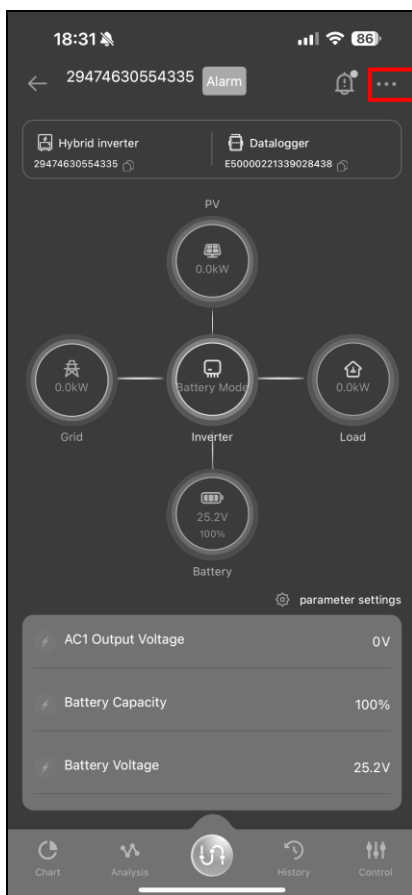 18:31
86
29474630554335 Alarm
Hybrid inverter
29474630554335
Datalogger
E50000221339028438
PV
0.0kW
0.0kW
Battery Mode
0.0kW
Grid
Inverter
Load
25.2V
100%
Battery
parameter settings
AC1 Output Voltage 0V
Battery Capacity 100%
Battery Voltage 25.2V
Chart
Analysis
History
Control